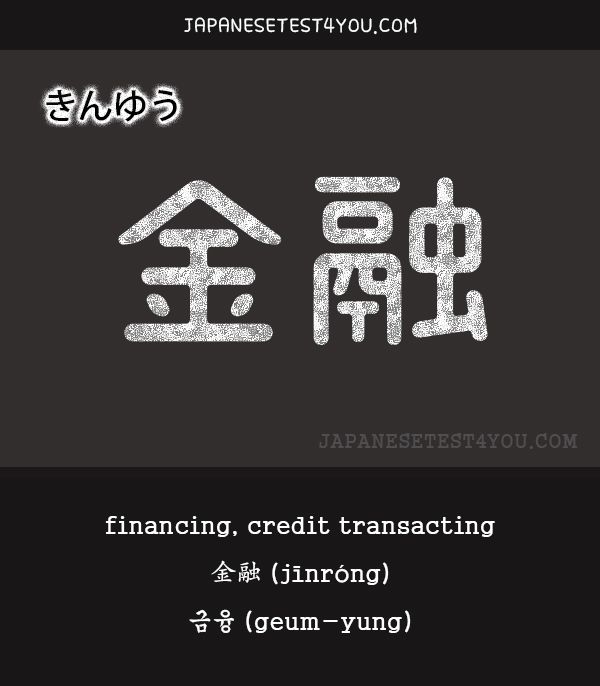 JAPANESETEST4YOU.COM
きんゆう
金融
JAPANESETEST4YOU.COM
financing, credit transacting
金融 (jīnróng)
금융 (geum-yung)